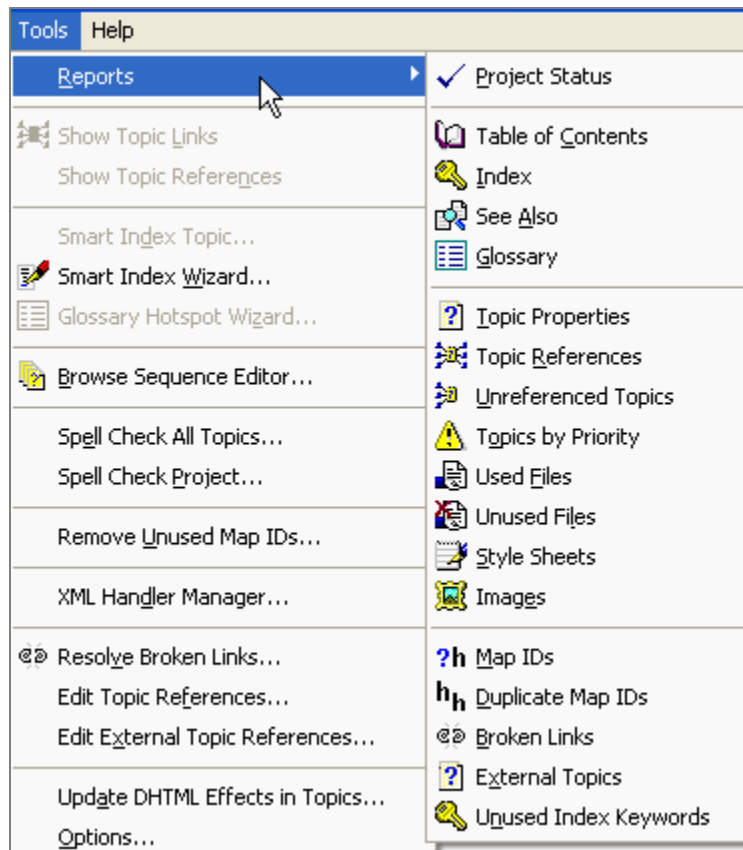 Tools Help
Reports
Show Topic Links
Show Topic References
Smart Index Topic...
Smart Index Wizard...
Glossary Hotspot Wizard...
Browse Sequence Editor...
Spell Check All Topics...
Spell Check Project...
Remove Unused Map IDs...
XML Handler Manager...
Resolve Broken Links...
Edit Topic References...
Edit External Topic References...
Update DHTML Effects in Topics...
Options...
Project Status
Table of Contents
Index
See Also
Glossary
Topic Properties
Topic References
Unreferenced Topics
Topics by Priority
Used Files
Unused Files
Style Sheets
Images
?h Map IDs
hh Duplicate Map IDs
Broken Links
External Topics
Unused Index Keywords